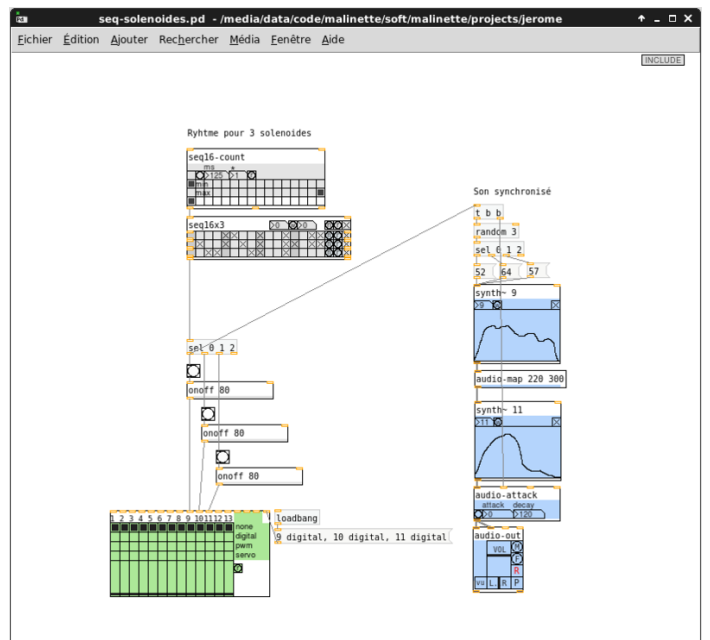 seq-solenoides.pd - /media/data/code/malinette/soft/malinette/projects/jerome
Fichier Édition Ajouter Rechercher Média Fenêtre Aide
INCLUDE
Ryhtme pour 3 solenoides
seq16-count
ms *
125 1
min
max
seq16x3
0 0
Son synchronisé
t b b
random 3
sel 0 1 2
52 64 57
synth~ 9
9
audio-map 220 300
synth~ 11
11
sel 0 1 2
onoff 80
onoff 80
onoff 80
audio-attack
attack decay
0 120
1 2 3 4 5 6 7 8 9 10 11 12 13
none
digital
pwm
servo
loadbang
9 digital, 10 digital, 11 digital
audio-out
VOL
M
R
vu L R P